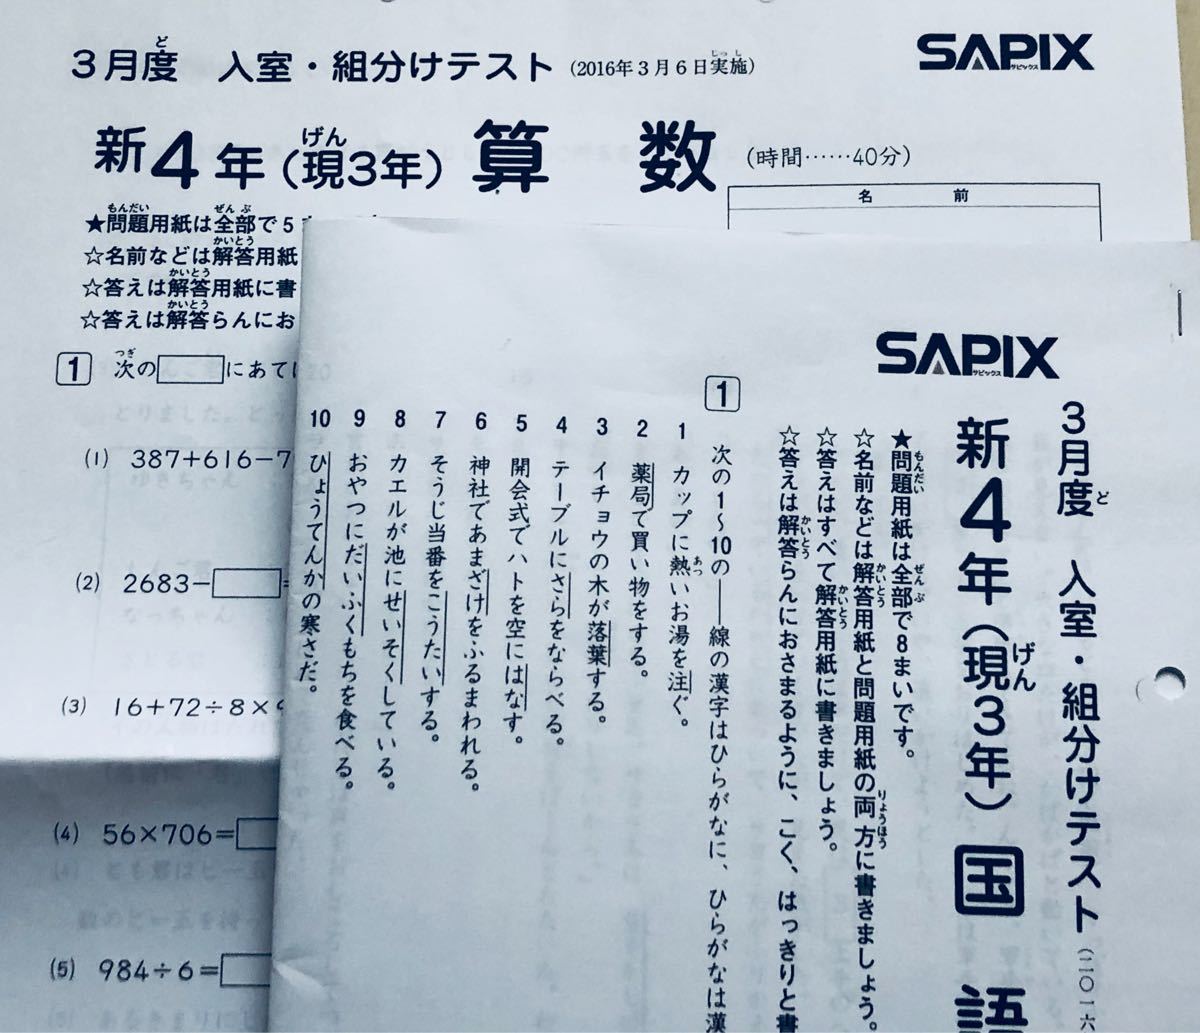 3月度 入室・組分けテスト (2016年3月6日実施)
SAPIX
サピックス
新4年(現3年) 算 数 (時間……40分)
名 前
★問題用紙は全部で5
☆名前などは解答用紙
☆答えは解答用紙に書
☆答えは解答らんにお
1 次の□にあては
(1) 387+616-7
(2) 2683-□=
(3) 16+72÷8×9
(4) 56×706=□
(5) 984÷6=□
SAPIX
サピックス
3月度 入室・組分けテスト (二〇一六
新4年(現3年) 国 語
★問題用紙は全部で8まいです。
☆名前などは解答用紙と問題用紙の両方に書きましょう。
☆答えはすべて解答用紙に書きましょう。
☆答えは解答らんにおさまるように、こく、はっきりと書
1 次の1~10の――線の漢字はひらがなに、ひらがなは漢
1 カップに熱いお湯を注ぐ。
2 薬局で買い物をする。
3 イチョウの木が落葉する。
4 テーブルにさらをならべる。
5 開会式でハトを空にはなす。
6 神社であまざけをふるまわれる。
7 そうじ当番をこうたいする。
8 カエルが池にせいそくしている。
9 おやつにだいふくもちを食べる。
10 ひょうてんかの寒さだ。